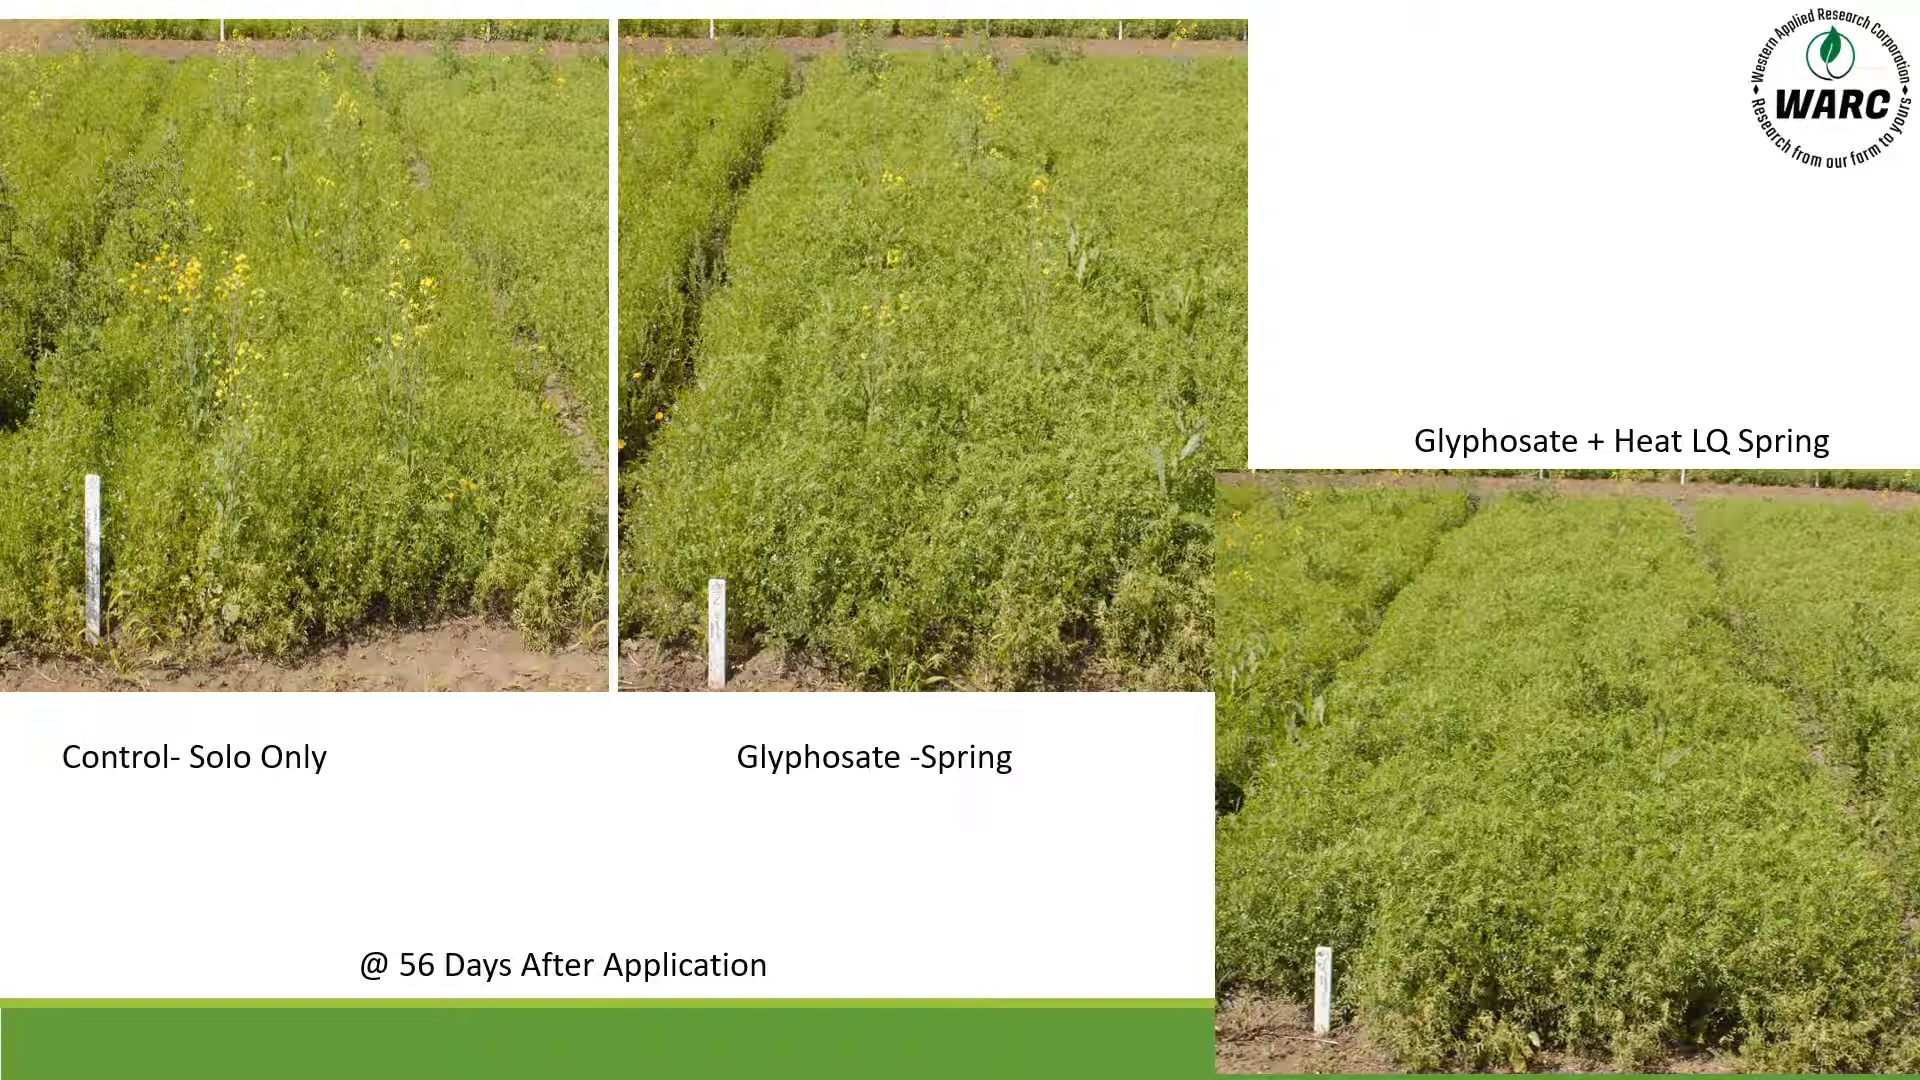 Western Applied Research Corporation
WARC
Research from our farm to yours
Glyphosate + Heat LQ Spring
Control- Solo Only
Glyphosate -Spring
@ 56 Days After Application